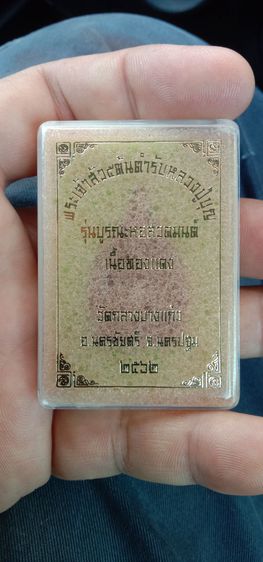 พระเจ้าสัว๕ต้นตำรับหลวงปู่บุญ
รุ่นบูรณะหอสวดมนต์
เนื้อทองแดง
วัดกลางบางแก้ว
อ.นครชัยศรี จ.นครปฐม
๒๕๖๒